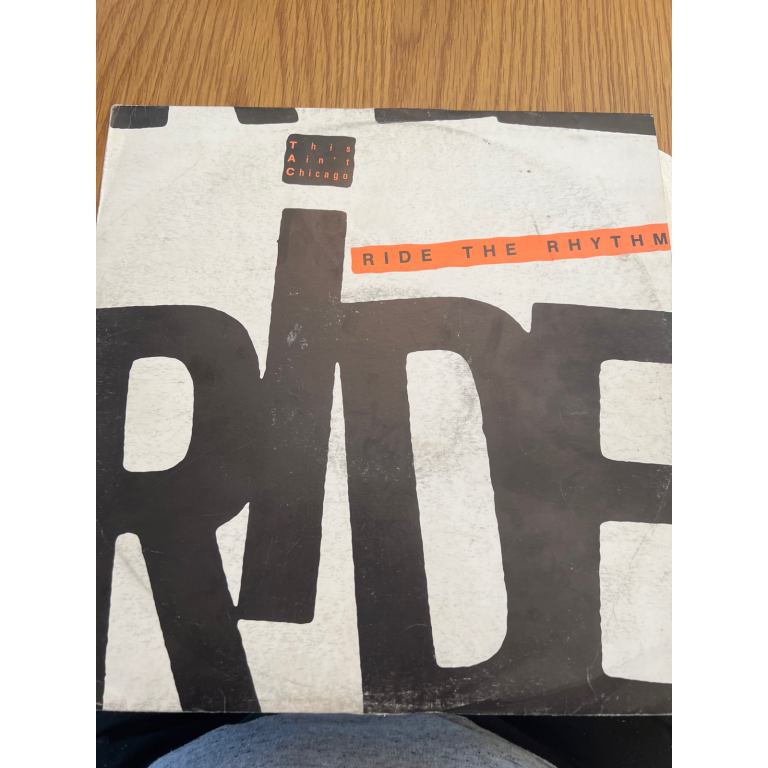 This
Ain't
Chicago
RIDE THE RHYTHM
RiDE